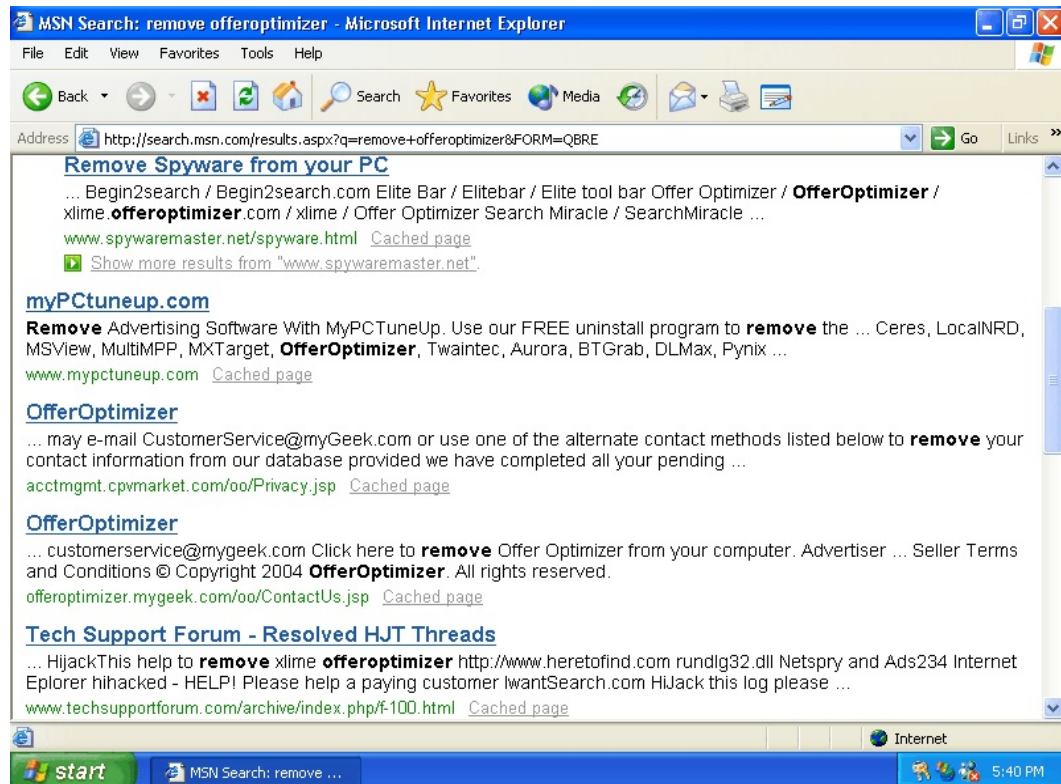 MSN Search: remove offeroptimizer - Microsoft Internet Explorer
File Edit View Favorites Tools Help
Back Search Favorites Media
Address http://search.msn.com/results.aspx?q=remove+offeroptimizer&FORM=QBRE Go Links »
Remove Spyware from your PC
... Begin2search / Begin2search.com Elite Bar / Elitebar / Elite tool bar Offer Optimizer / OfferOptimizer /
xlime.offeroptimizer.com / xlime / Offer Optimizer Search Miracle / SearchMiracle ...
www.spywaremaster.net/spyware.html Cached page
Show more results from "www.spywaremaster.net".
myPCtuneup.com
Remove Advertising Software With MyPCTuneUp. Use our FREE uninstall program to remove the ... Ceres, LocalNRD,
MSView, MultiMPP, MXTarget, OfferOptimizer, Twaintec, Aurora, BTGrab, DLMax, Pynix ...
www.mypctuneup.com Cached page
OfferOptimizer
... may e-mail CustomerService@myGeek.com or use one of the alternate contact methods listed below to remove your
contact information from our database provided we have completed all your pending ...
acctmgmt.cpvmarket.com/oo/Privacy.jsp Cached page
OfferOptimizer
... customerservice@mygeek.com Click here to remove Offer Optimizer from your computer. Advertiser ... Seller Terms
and Conditions © Copyright 2004 OfferOptimizer. All rights reserved.
offeroptimizer.mygeek.com/oo/ContactUs.jsp Cached page
Tech Support Forum - Resolved HJT Threads
... HijackThis help to remove xlime offeroptimizer http://www.heretofind.com rundlg32.dll Netspry and Ads234 Internet
Eplorer hihacked - HELP! Please help a paying customer IwantSearch.com HiJack this log please ...
www.techsupportforum.com/archive/index.php/f-100.html Cached page
Internet
start MSN Search: remove ... 5:40 PM